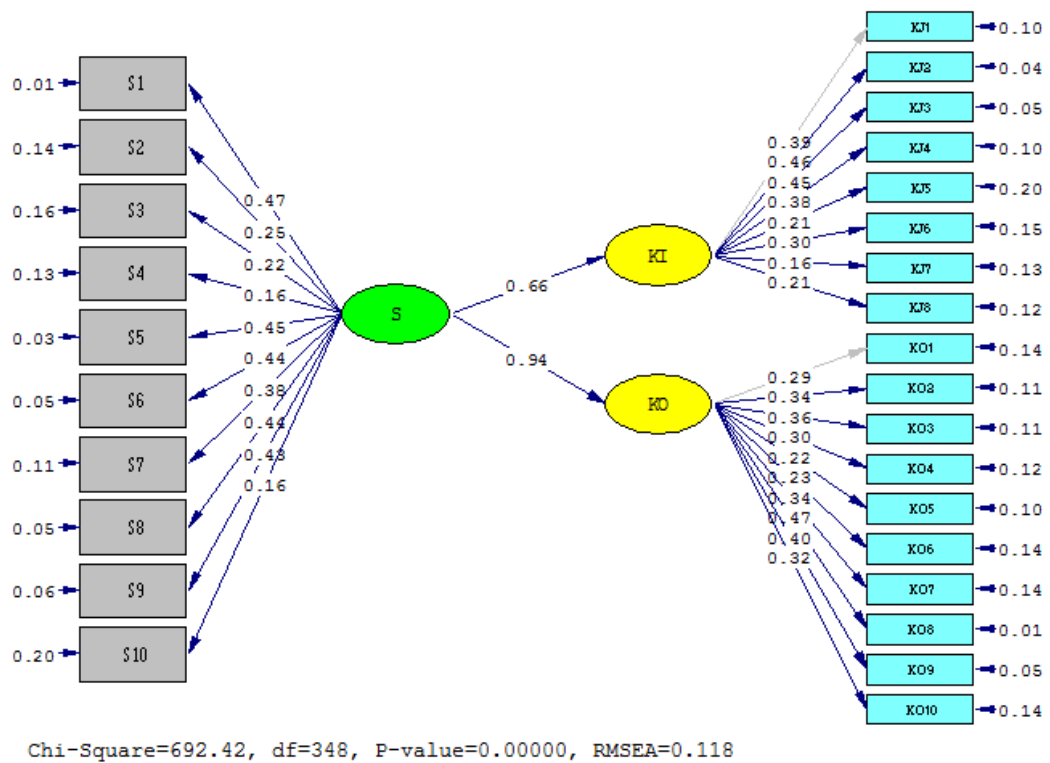 0.01 S1
0.14 S2
0.16 S3
0.13 S4
0.03 S5
0.05 S6
0.11 S7
0.05 S8
0.06 S9
0.20 S10
0.47
0.25
0.22
0.16
0.45
0.44
0.38
0.44
0.43
0.16
S
0.66
0.94
KI
KO
0.39
0.46
0.45
0.38
0.21
0.30
0.16
0.21
0.29
0.34
0.36
0.30
0.22
0.23
0.34
0.47
0.40
0.32
KJ1 0.10
KJ2 0.04
KJ3 0.05
KJ4 0.10
KJ5 0.20
KJ6 0.15
KJ7 0.13
KJ8 0.12
KO1 0.14
KO2 0.11
KO3 0.11
KO4 0.12
KO5 0.10
KO6 0.14
KO7 0.14
KO8 0.01
KO9 0.05
KO10 0.14
Chi-Square=692.42, df=348, P-value=0.00000, RMSEA=0.118